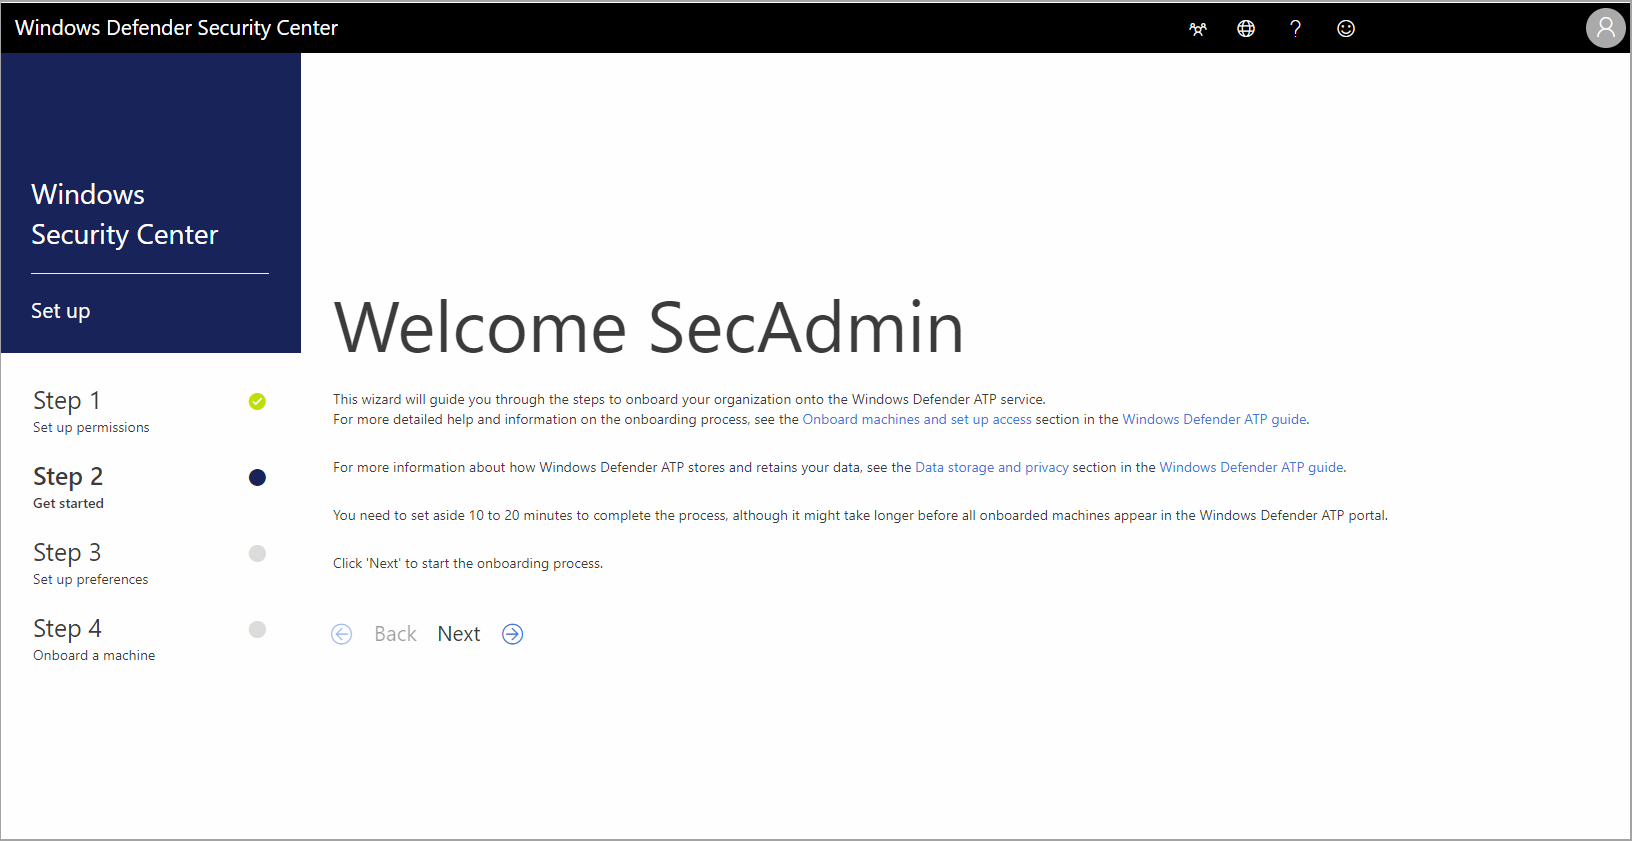 Windows Defender Security Center
Windows
Security Center
Set up
Step 1
Set up permissions
Step 2
Get started
Step 3
Set up preferences
Step 4
Onboard a machine
Welcome SecAdmin
This wizard will guide you through the steps to onboard your organization onto the Windows Defender ATP service.
For more detailed help and information on the onboarding process, see the Onboard machines and set up access section in the Windows Defender ATP guide.
For more information about how Windows Defender ATP stores and retains your data, see the Data storage and privacy section in the Windows Defender ATP guide.
You need to set aside 10 to 20 minutes to complete the process, although it might take longer before all onboarded machines appear in the Windows Defender ATP portal.
Click 'Next' to start the onboarding process.
Back Next